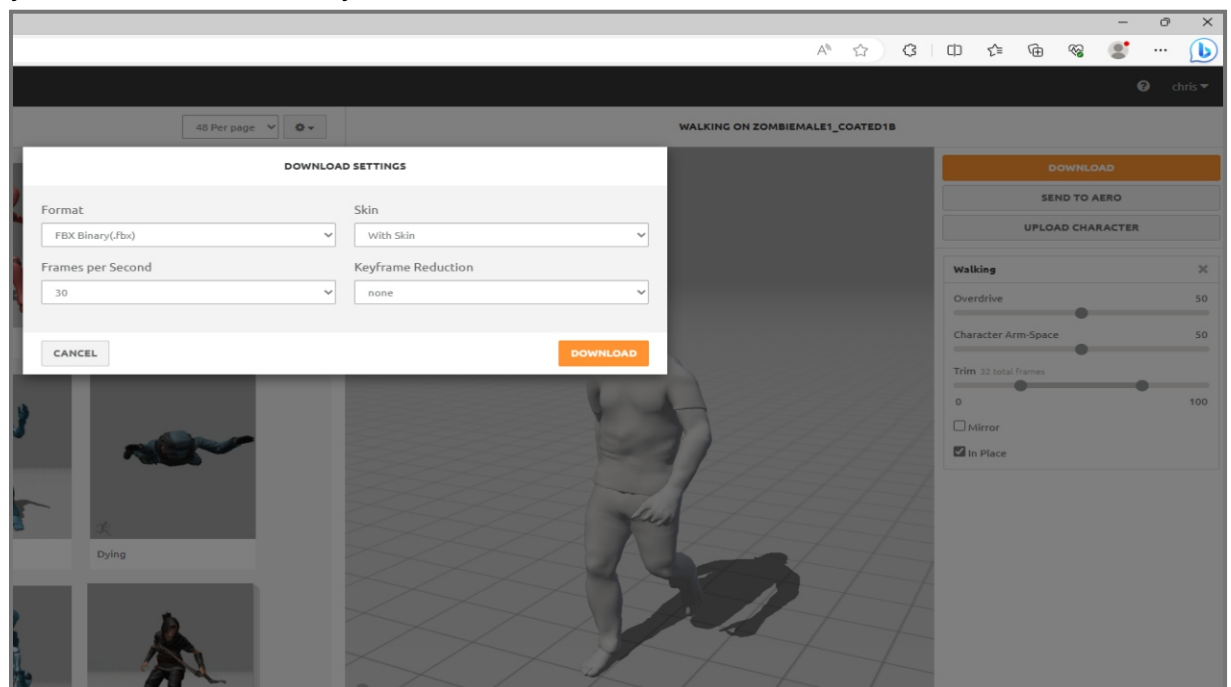 chris
48 Per page
WALKING ON ZOMBIEMALE1_COATED1B
DOWNLOAD SETTINGS
Format
FBX Binary(.fbx)
Skin
With Skin
Frames per Second
30
Keyframe Reduction
none
CANCEL
DOWNLOAD
Dying
DOWNLOAD
SEND TO AERO
UPLOAD CHARACTER
Walking
Overdrive 50
Character Arm-Space 50
Trim 32 total frames
0 100
Mirror
In Place